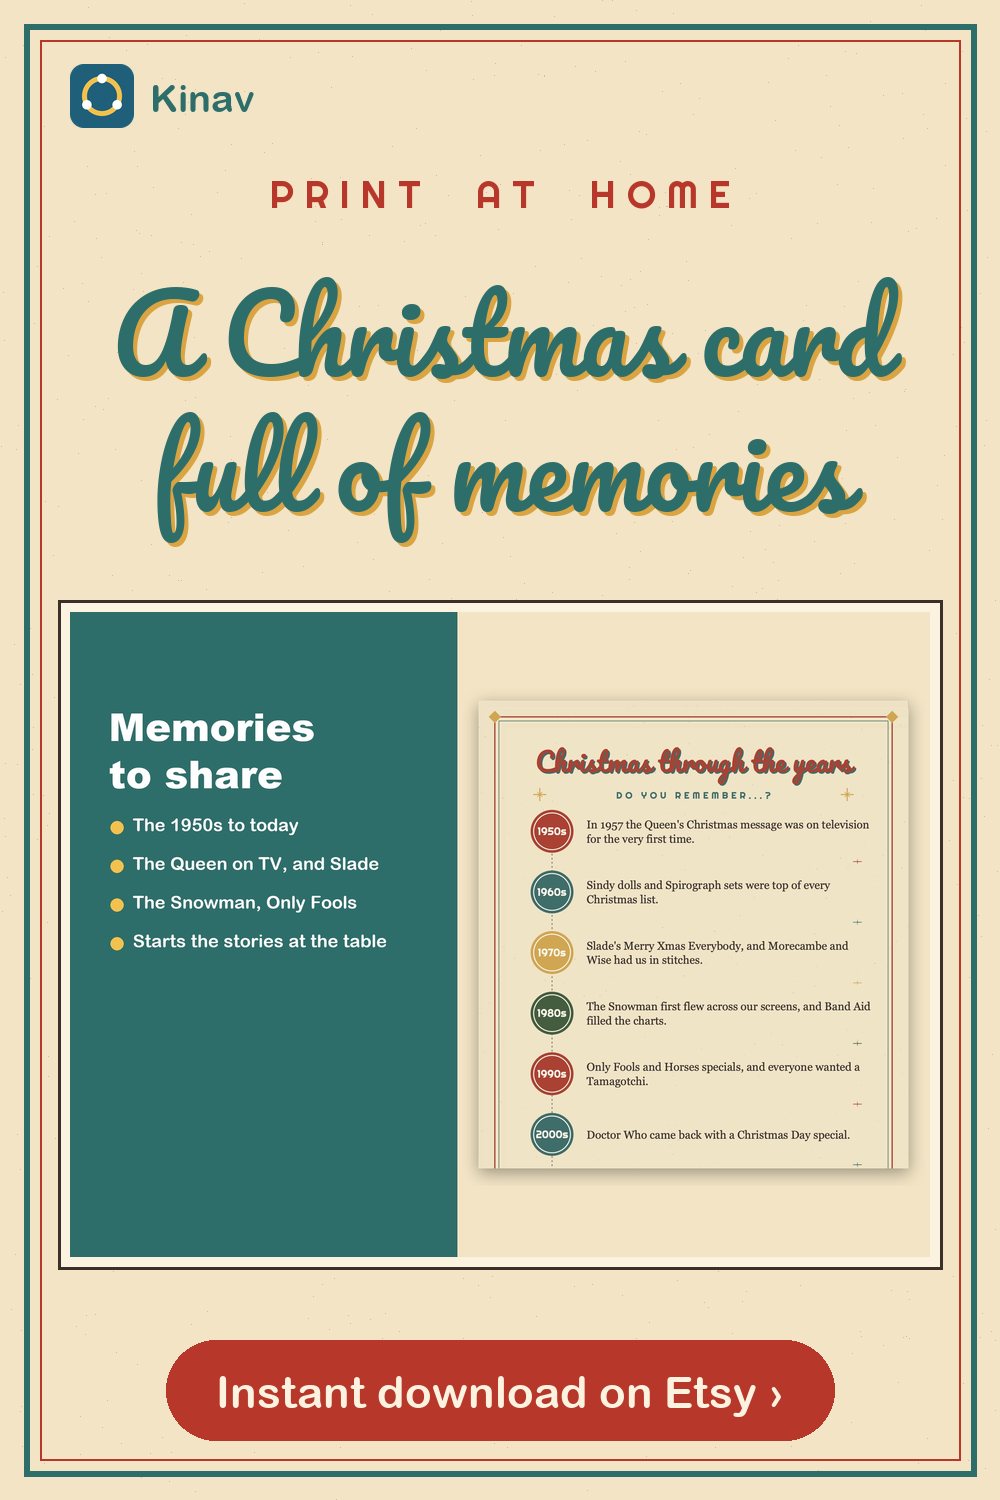 Kinav
PRINT AT HOME
A Christmas card
full of memories
Memories
to share
The 1950s to today
The Queen on TV, and Slade
The Snowman, Only Fools
Starts the stories at the table
Christmas through the years
DO YOU REMEMBER...?
1950s
In 1957 the Queen's Christmas message was on television
for the very first time.
1960s
Sindy dolls and Spirograph sets were top of every
Christmas list.
1970s
Slade's Merry Xmas Everybody, and Morecambe and
Wise had us in stitches.
1980s
The Snowman first flew across our screens, and Band Aid
filled the charts.
1990s
Only Fools and Horses specials, and everyone wanted a
Tamagotchi.
2000s
Doctor Who came back with a Christmas Day special.
Instant download on Etsy ›